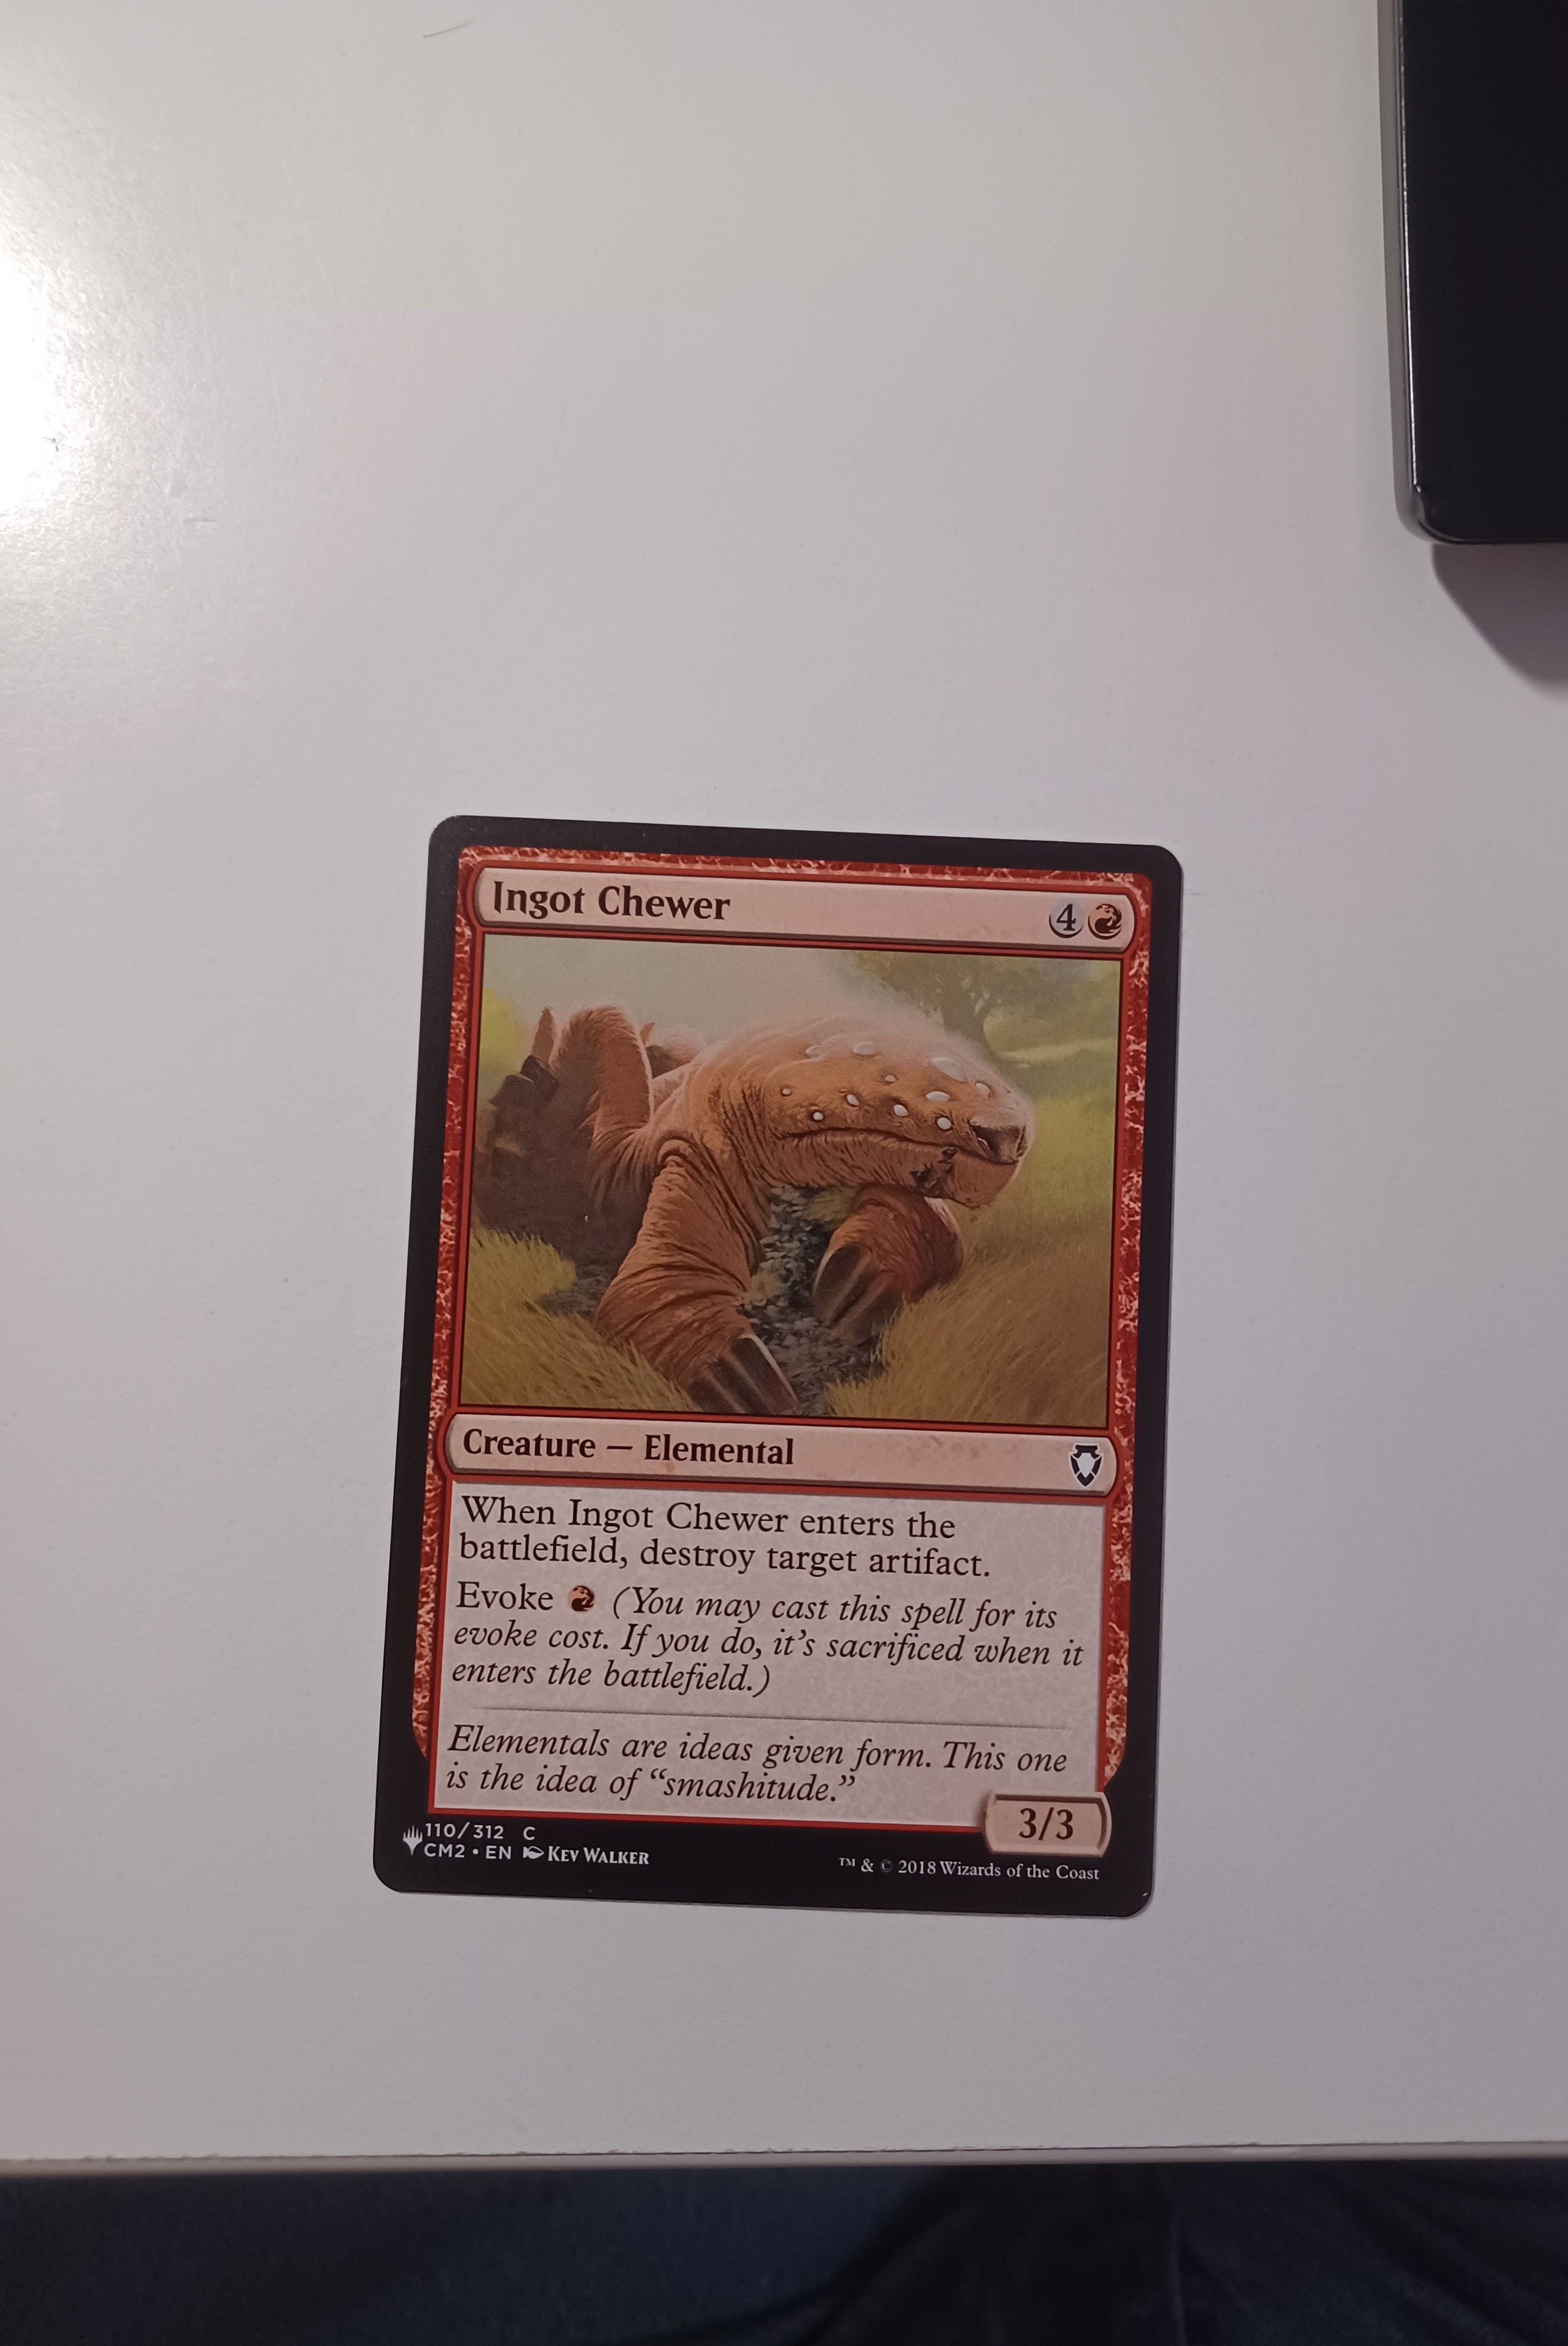 Ingot Chewer 4
Creature — Elemental
When Ingot Chewer enters the
battlefield, destroy target artifact.
Evoke (You may cast this spell for its
evoke cost. If you do, it's sacrificed when it
enters the battlefield.)
Elementals are ideas given form. This one
is the idea of “smashitude.”
3/3
110/312 C
CM2 • EN Kev Walker
™ & © 2018 Wizards of the Coast